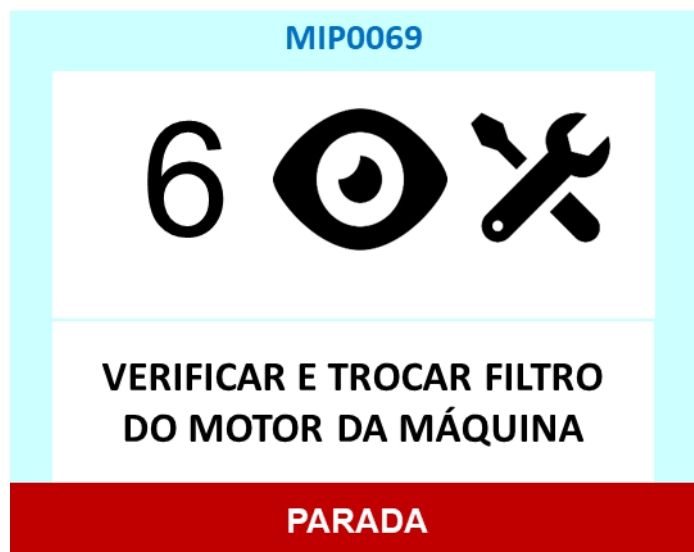 MIP0069
6
VERIFICAR E TROCAR FILTRO
DO MOTOR DA MÁQUINA
PARADA